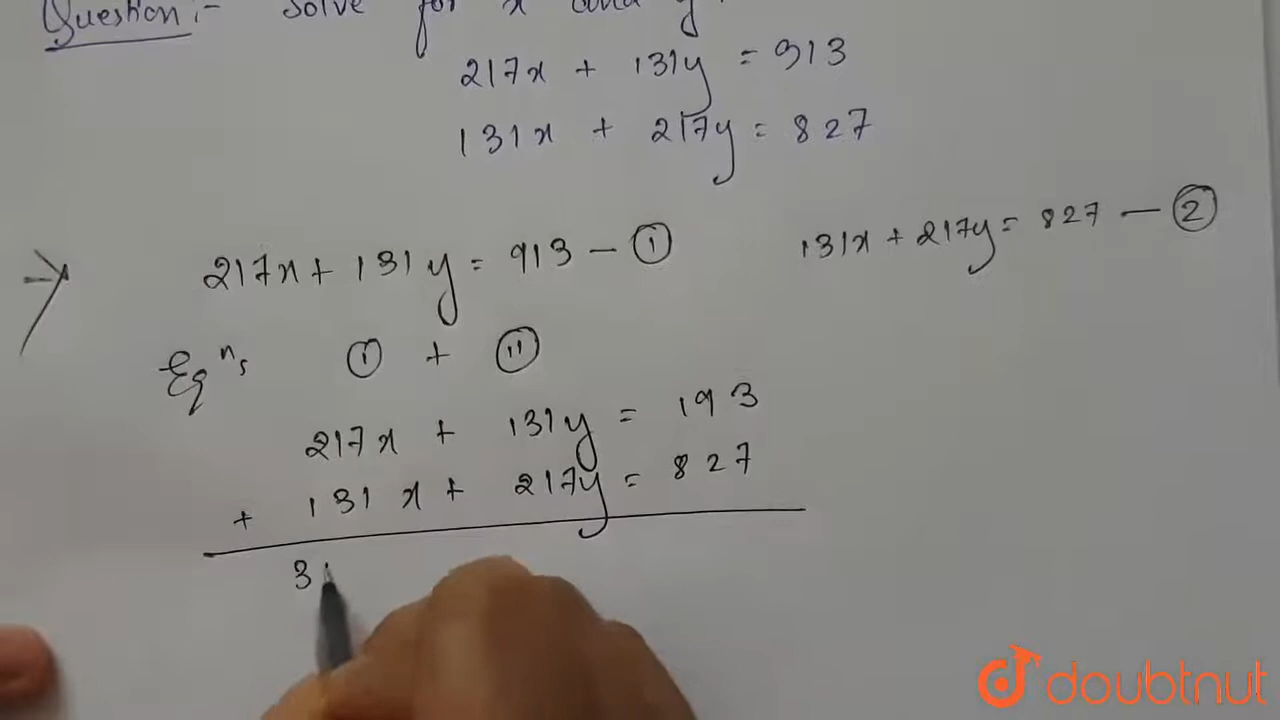 Question:- Solve for x and y.
217x + 131y = 913
131x + 217y = 827
217x + 131y = 913 — ①
131x + 217y = 827 — ②
Eqⁿs ① + ⑪
217x + 131y = 193
+ 131x + 217y = 827
3
doubtnut